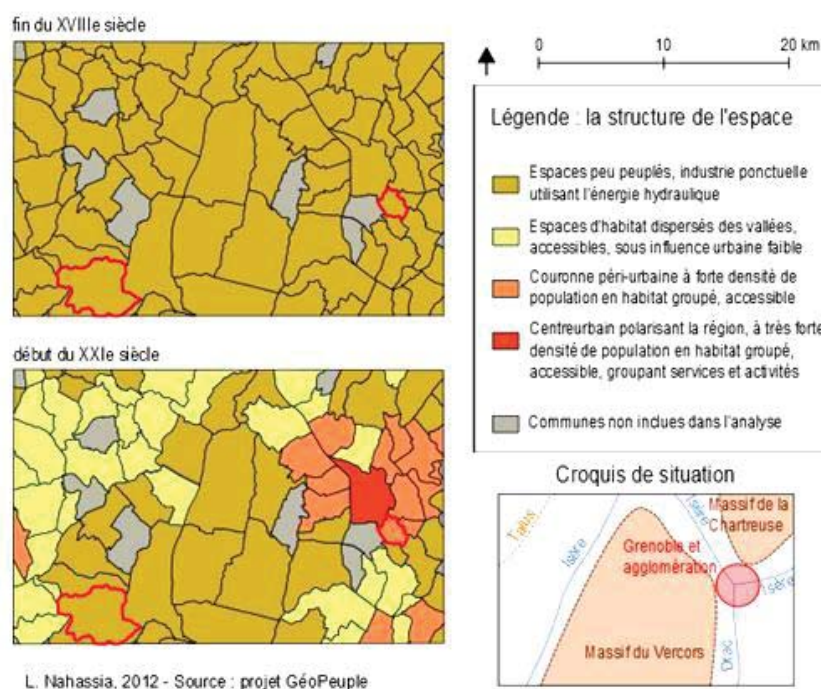 fin du XVIIIe siècle
début du XXIe siècle
L. Nahassia, 2012 - Source : projet GéoPeuple
0 10 20 km
Légende : la structure de l'espace
Espaces peu peuplés, industrie ponctuelle
utilisant l'énergie hydraulique
Espaces d'habitat dispersés des vallées,
accessibles, sous influence urbaine faible
Couronne péri-urbaine à forte densité de
population en habitat groupé, accessible
Centreurbain polarisant la région, à très forte
densité de population en habitat groupé,
accessible, groupant services et activités
Communes non inclues dans l'analyse
Croquis de situation
Talus
Isère
Isère
Massif de la
Chartreuse
Grenoble et
agglomération
Isère
Massif du Vercors
Drac